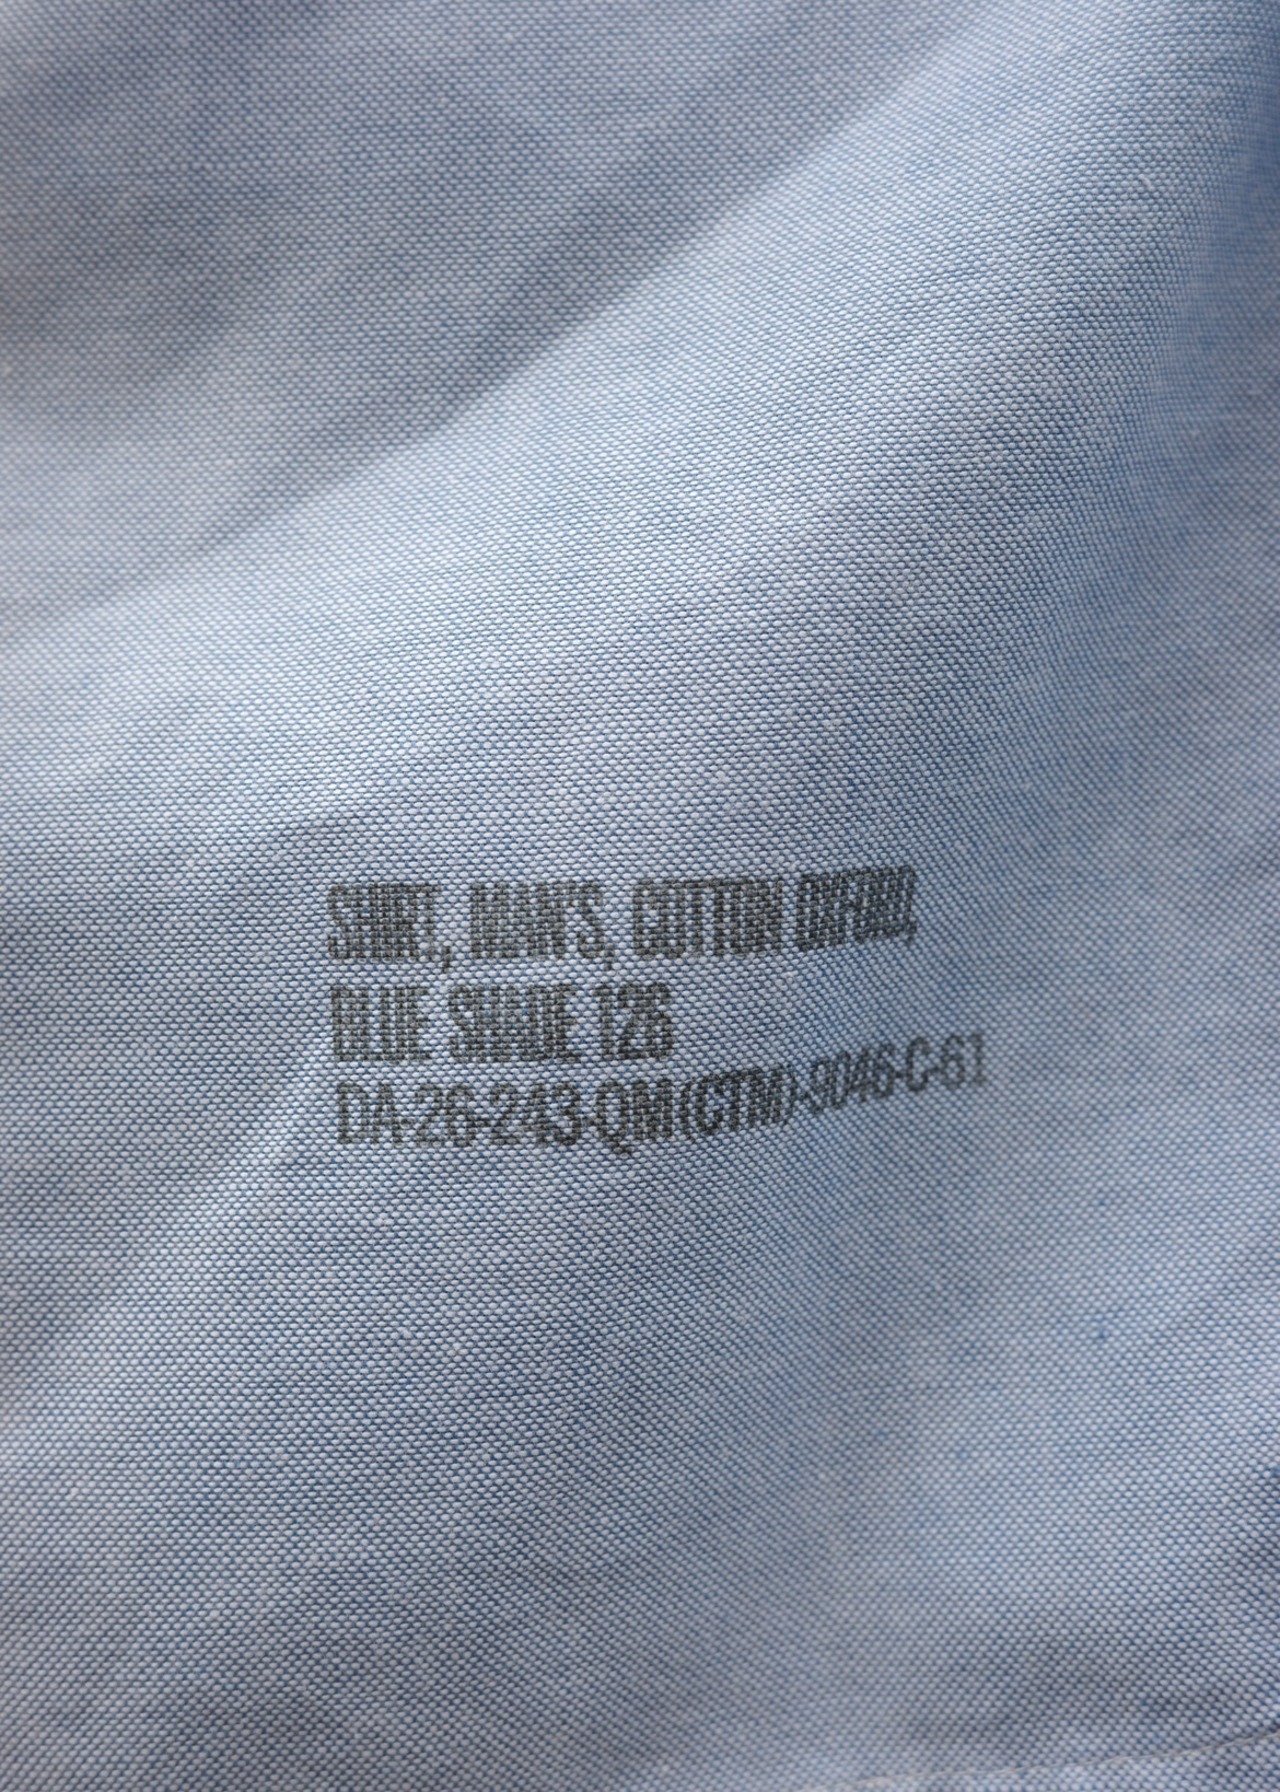 SHIRT, MAN'S, COTTON OXFORD,
BLUE SHADE 126
DA-26-243-QM(CTM)-9046-C-61